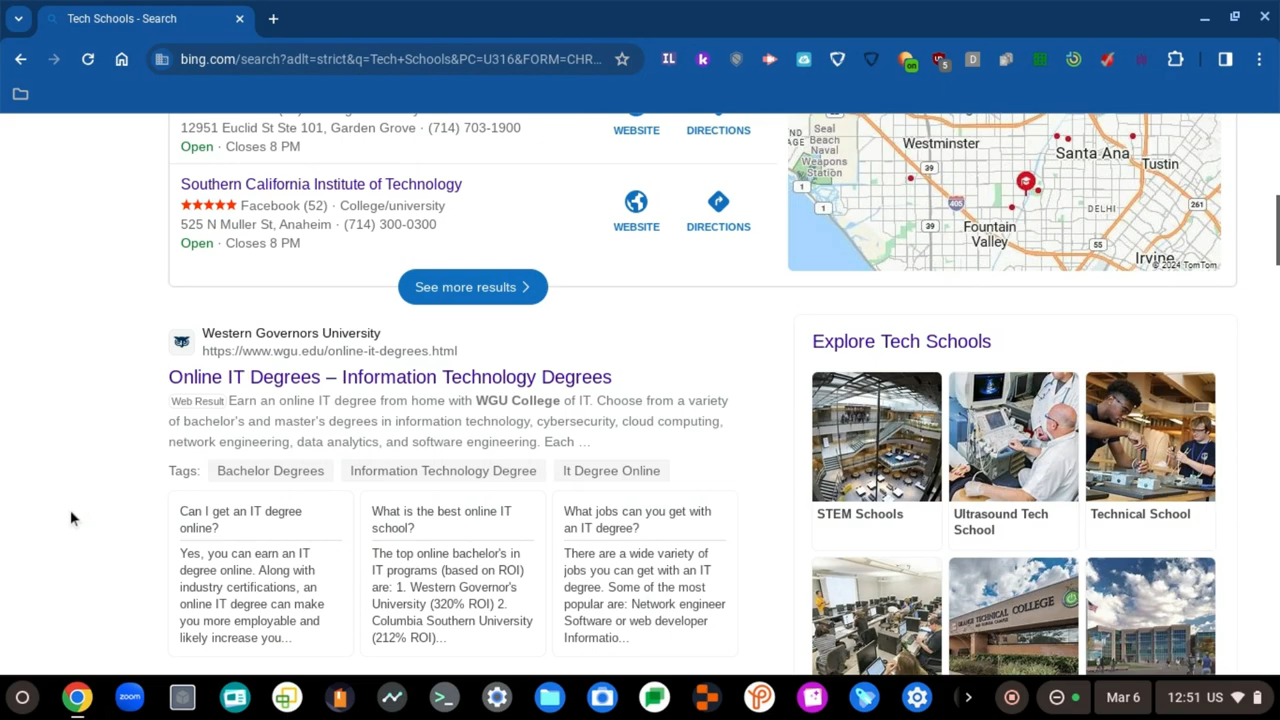 Tech Schools - Search
bing.com/search?adlt=strict&q=Tech+Schools&PC=U316&FORM=CHR...
12951 Euclid St Ste 101, Garden Grove · (714) 703-1900
Open · Closes 8 PM
WEBSITE
DIRECTIONS
Southern California Institute of Technology
Facebook (52) · College/university
525 N Muller St, Anaheim · (714) 300-0300
Open · Closes 8 PM
WEBSITE
DIRECTIONS
See more results
Seal
Beach
Naval
Weapons
Station
Westminster
Santa Ana
Tustin
39
1
1
405
261
DELHI
39
Fountain
Valley
55
Irvine
© 2024 TomTom
Western Governors University
https://www.wgu.edu/online-it-degrees.html
Online IT Degrees – Information Technology Degrees
Web Result Earn an online IT degree from home with WGU College of IT. Choose from a variety
of bachelor's and master's degrees in information technology, cybersecurity, cloud computing,
network engineering, data analytics, and software engineering. Each ...
Tags: Bachelor Degrees Information Technology Degree It Degree Online
Can I get an IT degree
online?
Yes, you can earn an IT
degree online. Along with
industry certifications, an
online IT degree can make
you more employable and
likely increase you...
What is the best online IT
school?
The top online bachelor's in
IT programs (based on ROI)
are: 1. Western Governor's
University (320% ROI) 2.
Columbia Southern University
(212% ROI)...
What jobs can you get with
an IT degree?
There are a wide variety of
jobs you can get with an IT
degree. Some of the most
popular are: Network engineer
Software or web developer
Informatio...
Explore Tech Schools
STEM Schools
Ultrasound Tech
School
Technical School
zoom
Mar 6
12:51 US